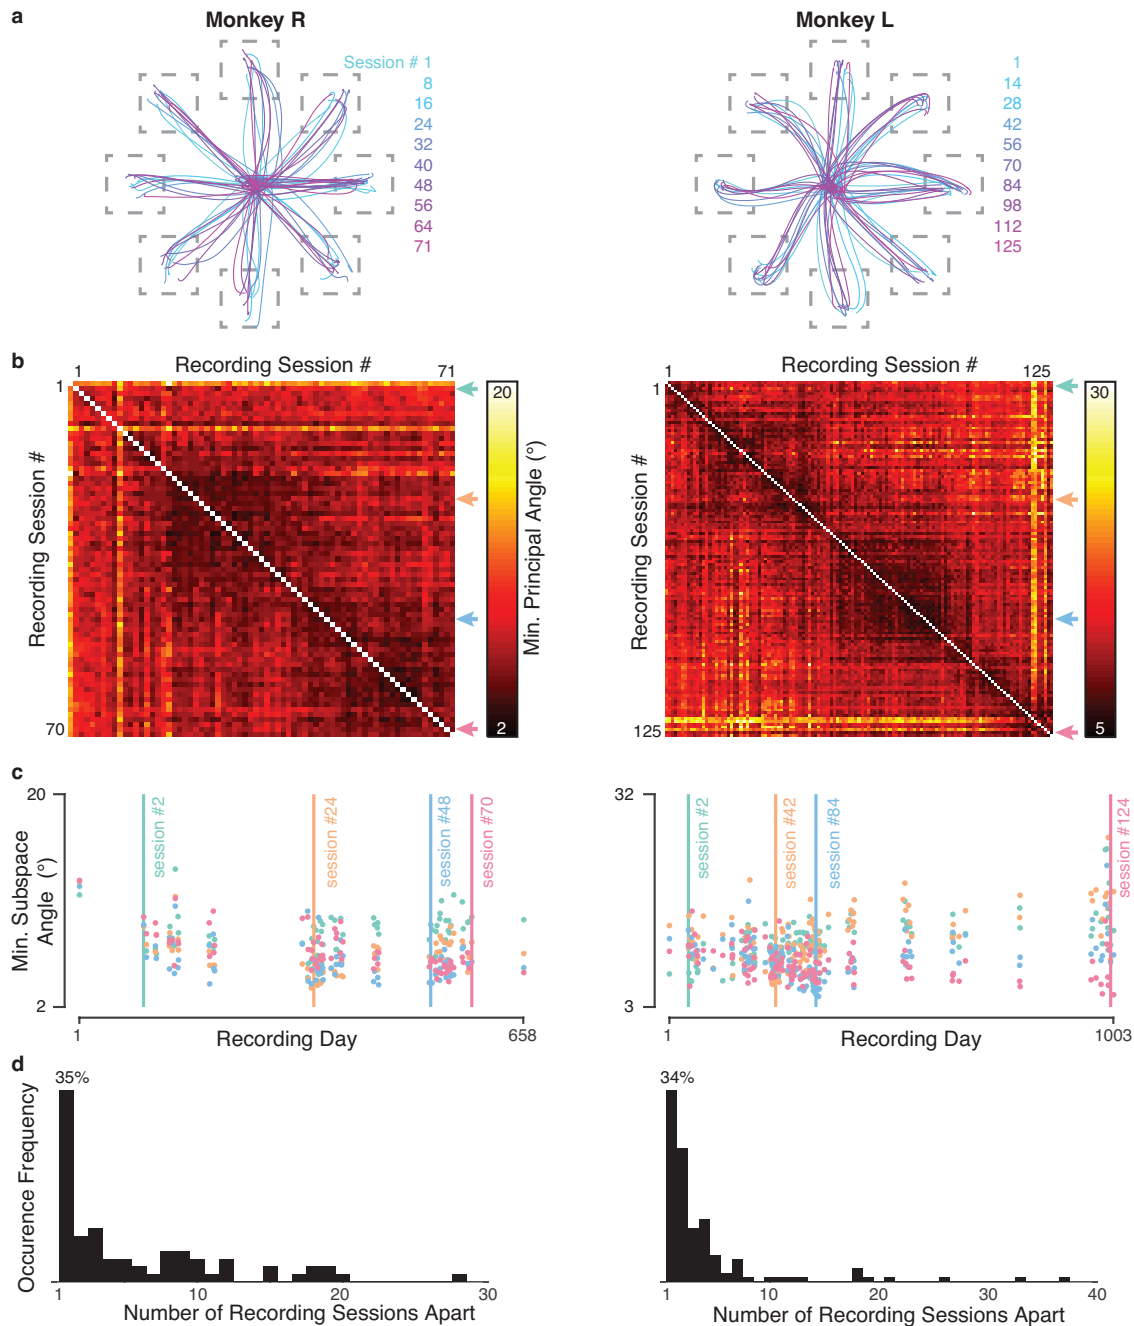 a
Monkey R
Monkey L
Session # 1
8
16
24
32
40
48
56
64
71
1
14
28
42
56
70
84
98
112
125
b
Recording Session #
1
71
1
70
Recording Session #
20
2
Min. Principal Angle (°)
Recording Session #
1
125
1
125
Recording Session #
30
5
c
20
2
Min. Subspace
Angle (°)
session #2
session #24
session #48
session #70
1
658
Recording Day
32
3
session #2
session #42
session #84
session #124
1
1003
Recording Day
d
35%
Occurence Frequency
1
10
20
30
Number of Recording Sessions Apart
34%
1
10
20
30
40
Number of Recording Sessions Apart